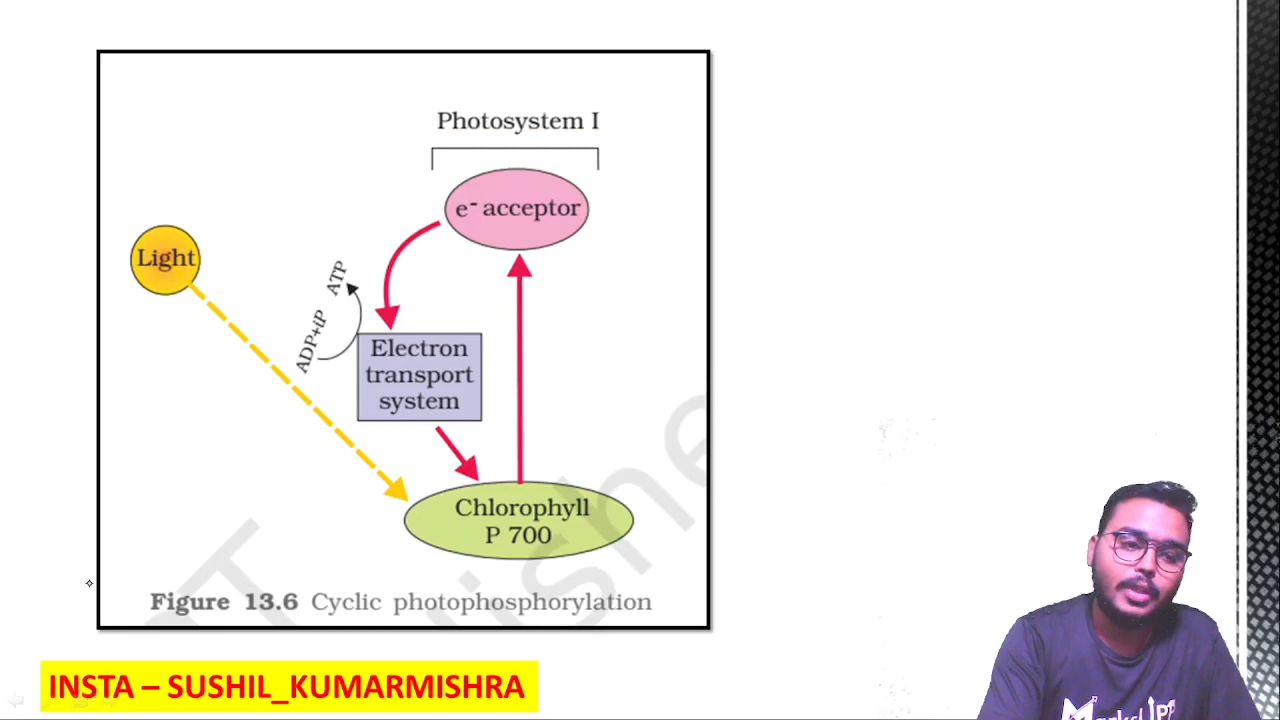 Photosystem I
e⁻ acceptor
Light
ATP
ADP+iP
Electron
transport
system
Chlorophyll
P 700
Figure 13.6 Cyclic photophosphorylation
INSTA – SUSHIL_KUMARMISHRA